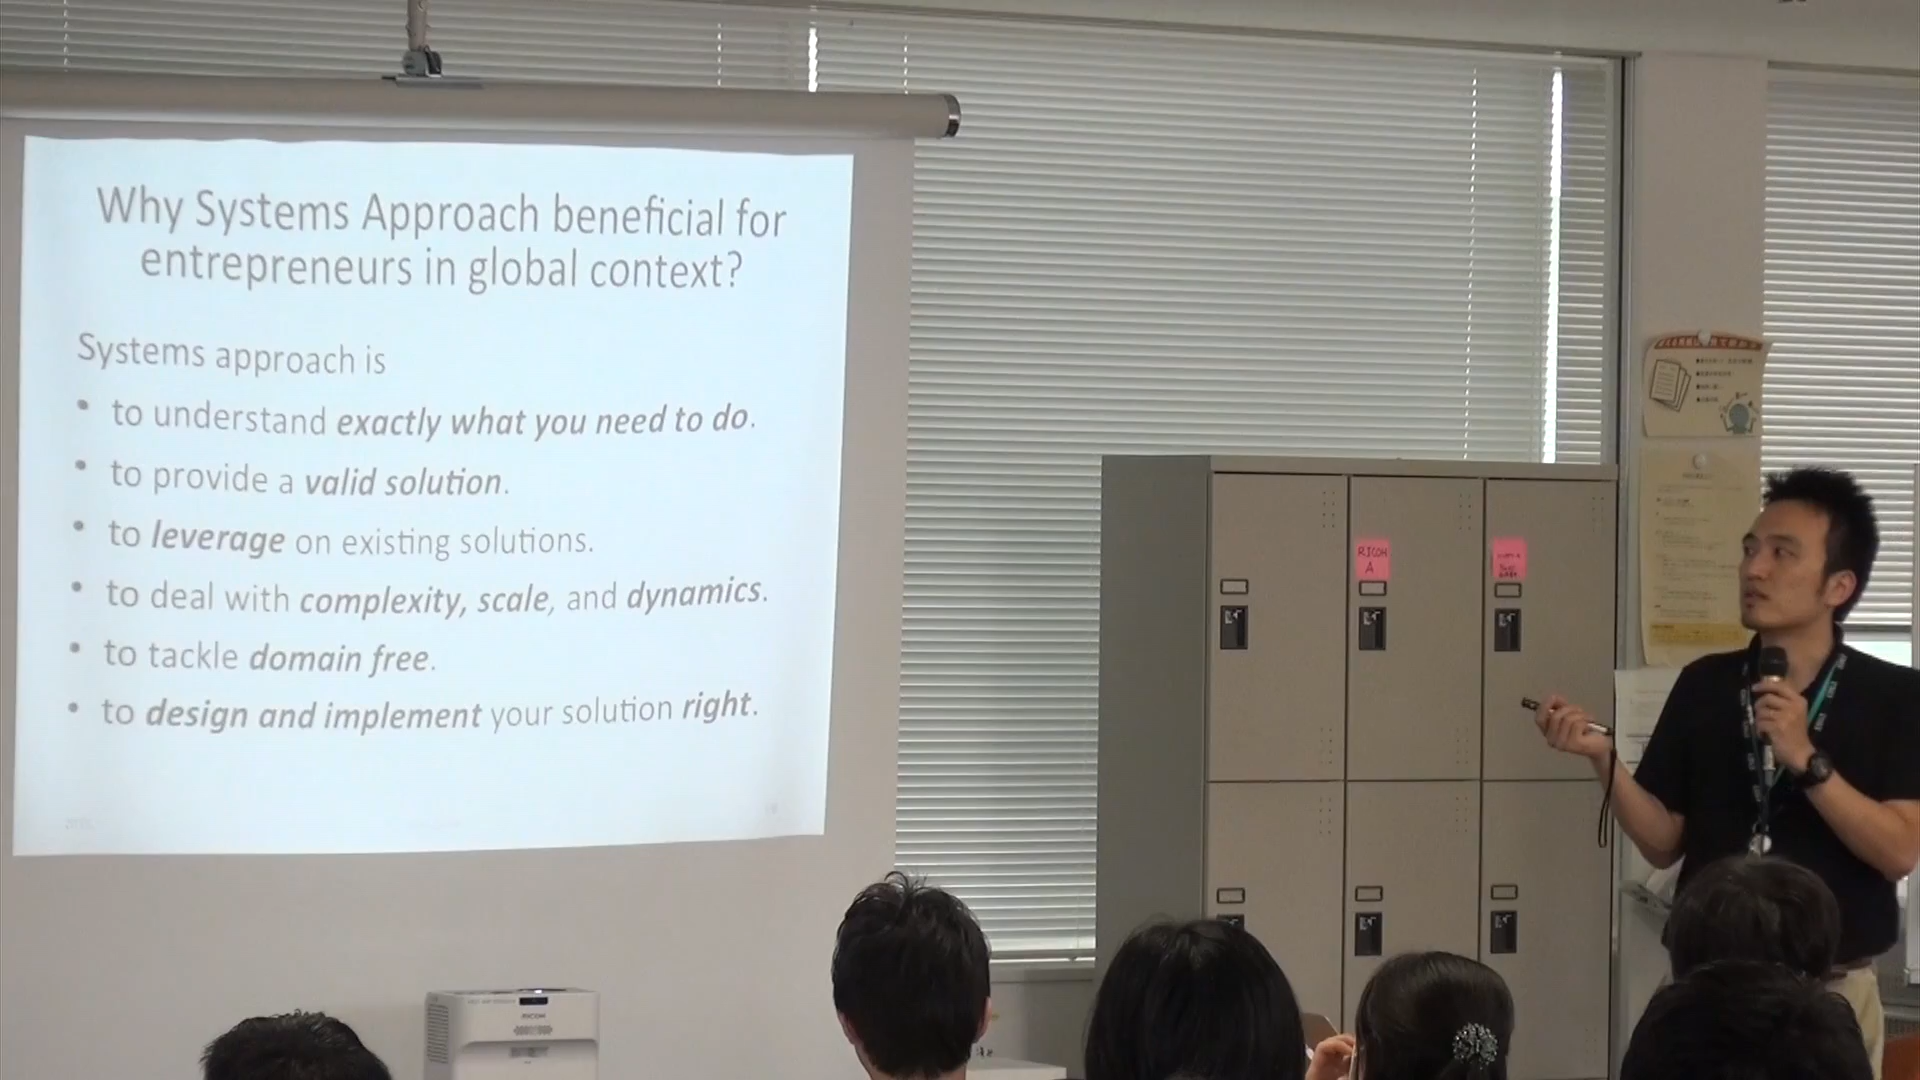 Why Systems Approach beneficial for
entrepreneurs in global context?
Systems approach is
• to understand exactly what you need to do.
• to provide a valid solution.
• to leverage on existing solutions.
• to deal with complexity, scale, and dynamics.
• to tackle domain free.
• to design and implement your solution right.
RICOH
A
RICOH